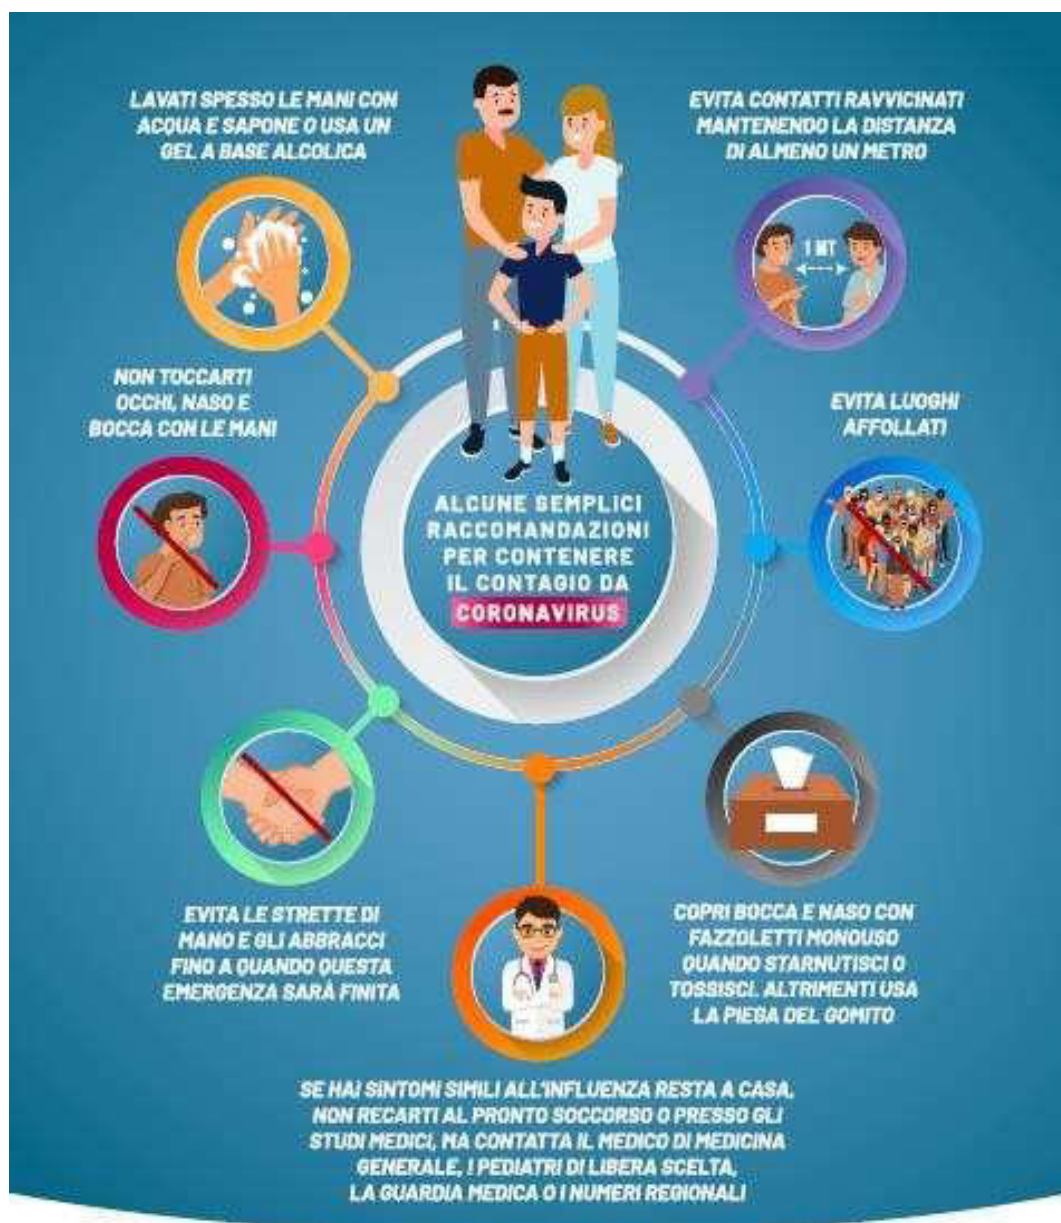 LAVATI SPESSO LE MANI CON
ACQUA E SAPONE O USA UN
GEL A BASE ALCOLICA
EVITA CONTATTI RAVVICINATI
MANTENENDO LA DISTANZA
DI ALMENO UN METRO
1 MT
NON TOCCARTI
OCCHI, NASO E
BOCCA CON LE MANI
EVITA LUOGHI
AFFOLLATI
ALCUNE SEMPLICI
RACCOMANDAZIONI
PER CONTENERE
IL CONTAGIO DA
CORONAVIRUS
EVITA LE STRETTE DI
MANO E GLI ABBRACCI
FINO A QUANDO QUESTA
EMERGENZA SARÀ FINITA
COPRI BOCCA E NASO CON
FAZZOLETTI MONOUSO
QUANDO STARNUTISCI O
TOSSISCI. ALTRIMENTI USA
LA PIEGA DEL GOMITO
SE HAI SINTOMI SIMILI ALL'INFLUENZA RESTA A CASA,
NON RECARTI AL PRONTO SOCCORSO O PRESSO GLI
STUDI MEDICI, MA CONTATTA IL MEDICO DI MEDICINA
GENERALE, I PEDIATRI DI LIBERA SCELTA,
LA GUARDIA MEDICA O I NUMERI REGIONALI